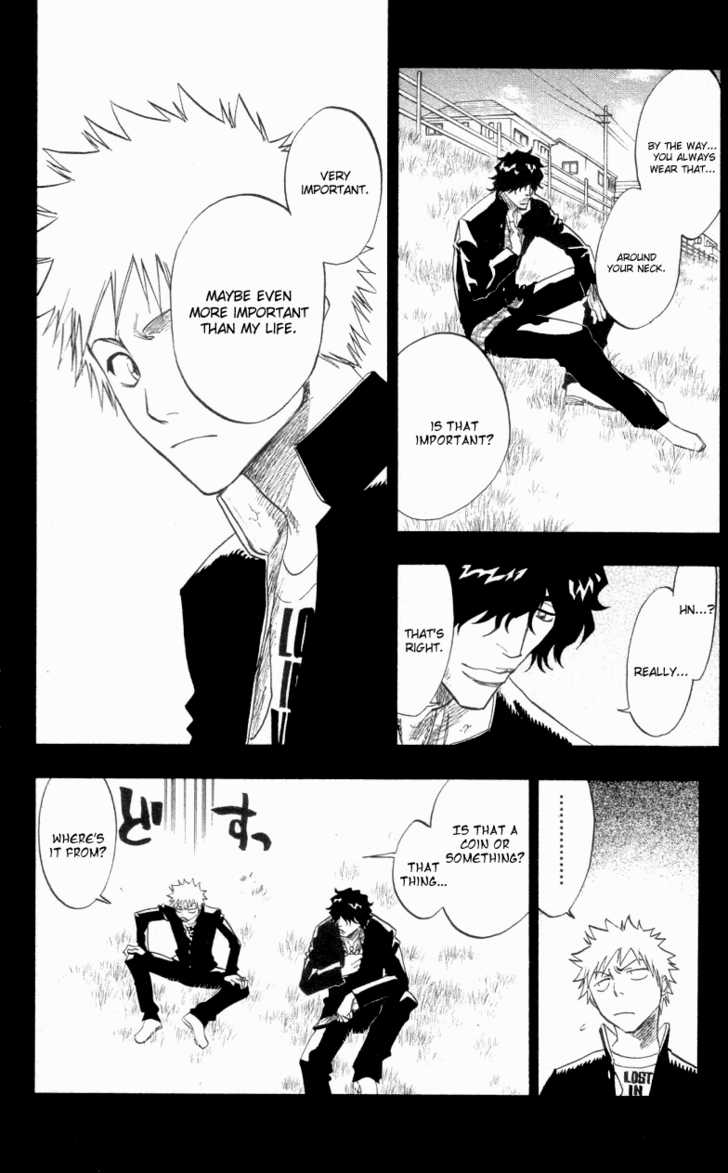 BY THE WAY...
YOU ALWAYS
WEAR THAT...
AROUND
YOUR NECK.
IS THAT
IMPORTANT?
HN...?
REALLY...
THAT'S
RIGHT.
VERY
IMPORTANT.
MAYBE EVEN
MORE IMPORTANT
THAN MY LIFE.
LO
I
V
..........
LOST
IN
IS THAT A
COIN OR
SOMETHING?
THAT
THING...
どすっ
WHERE'S
IT FROM?